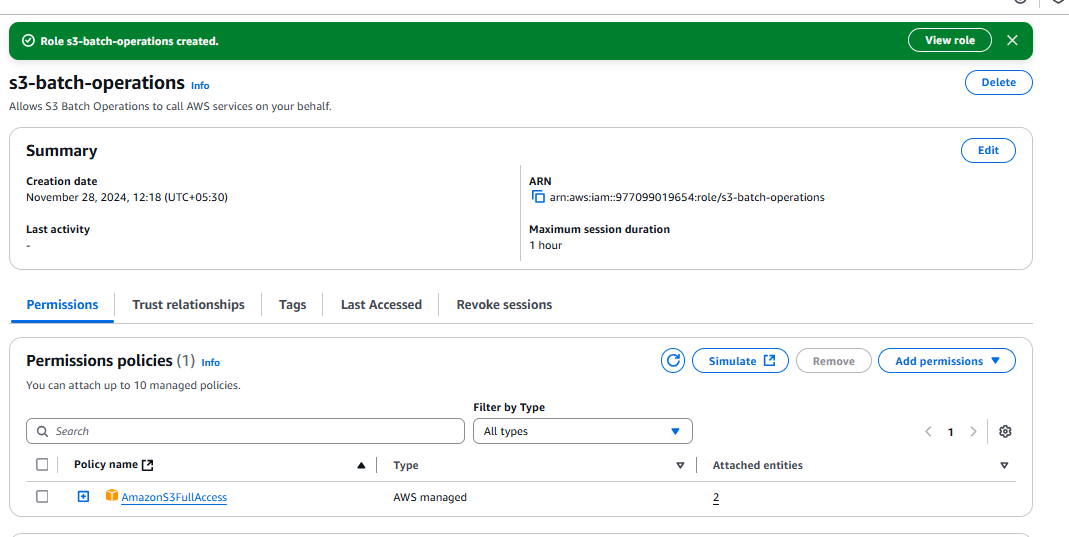 Role s3-batch-operations created.
View role
s3-batch-operations Info
Delete
Allows S3 Batch Operations to call AWS services on your behalf.
Summary
Edit
Creation date
November 28, 2024, 12:18 (UTC+05:30)
ARN
arn:aws:iam::977099019654:role/s3-batch-operations
Last activity
-
Maximum session duration
1 hour
Permissions Trust relationships Tags Last Accessed Revoke sessions
Permissions policies (1) Info
Simulate Remove Add permissions
You can attach up to 10 managed policies.
Filter by Type
Search All types 1
Policy name Type Attached entities
AmazonS3FullAccess AWS managed 2